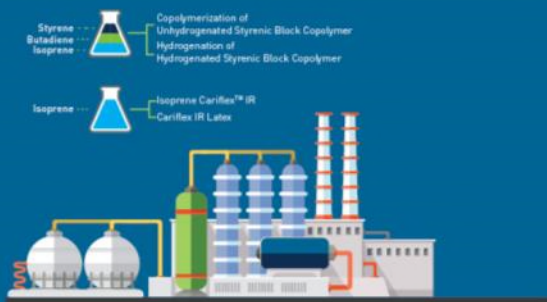 Styrene
Butadiene
Isoprene
Copolymerization of
Unhydrogenated Styrenic Block Copolymer
Hydrogenation of
Hydrogenated Styrenic Block Copolymer
Isoprene
Isoprene Cariflex™ IR
Cariflex IR Latex